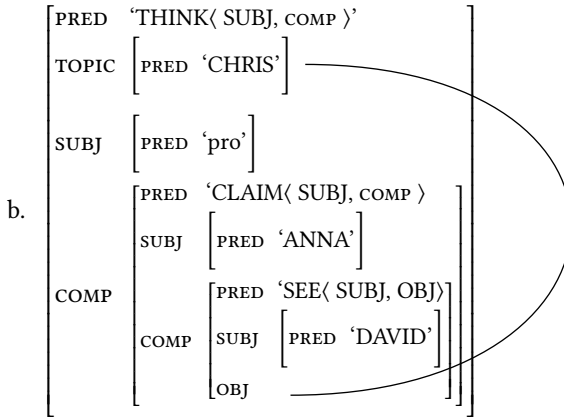 PRED ‘THINK⟨ SUBJ, COMP ⟩’
TOPIC [PRED ‘CHRIS’]
SUBJ [PRED ‘pro’]
b.
PRED ‘CLAIM⟨ SUBJ, COMP ⟩
SUBJ [PRED ‘ANNA’]
COMP
PRED ‘SEE⟨ SUBJ, OBJ⟩
COMP SUBJ [PRED ‘DAVID’]
OBJ